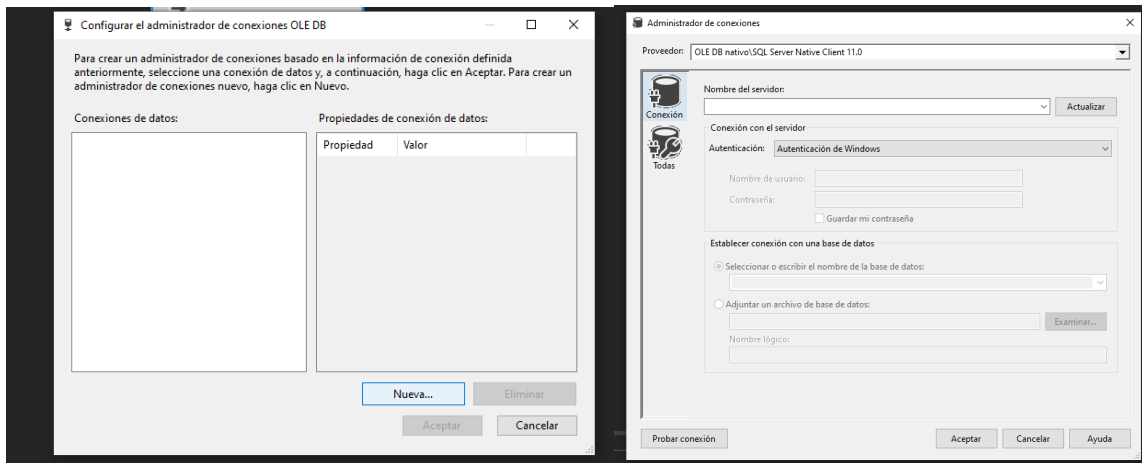 Configurar el administrador de conexiones OLE DB
Para crear un administrador de conexiones basado en la información de conexión definida
anteriormente, seleccione una conexión de datos y, a continuación, haga clic en Aceptar. Para crear un
administrador de conexiones nuevo, haga clic en Nuevo.
Conexiones de datos:
Propiedades de conexión de datos:
Propiedad Valor
Nueva... Eliminar
Aceptar Cancelar
Administrador de conexiones
Proveedor: OLE DB nativo\SQL Server Native Client 11.0
Conexión
Todas
Nombre del servidor:
Actualizar
Conexión con el servidor
Autenticación: Autenticación de Windows
Nombre de usuario:
Contraseña:
Guardar mi contraseña
Establecer conexión con una base de datos
Seleccionar o escribir el nombre de la base de datos:
Adjuntar un archivo de base de datos:
Examinar...
Nombre lógico:
Probar conexión Aceptar Cancelar Ayuda